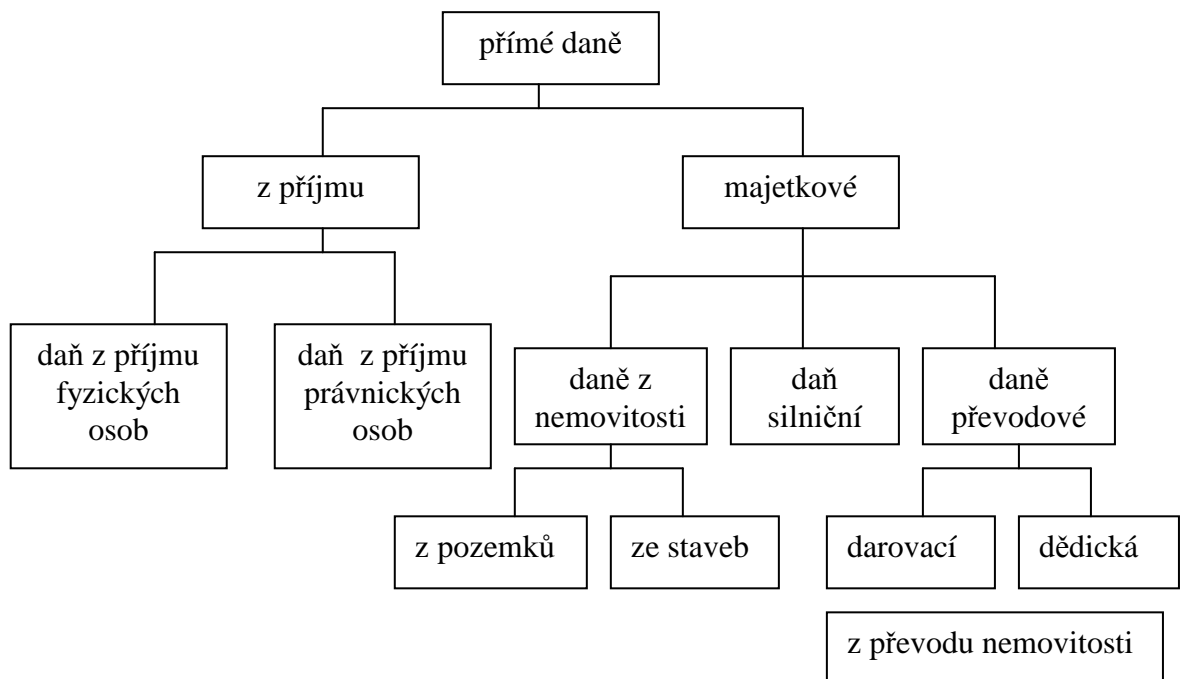 přímé daně
z příjmu
majetkové
daň z příjmu
fyzických
osob
daň  z příjmu
právnických
osob
daně z
nemovitosti
daň
silniční
daně
převodové
z pozemků
ze staveb
darovací
dědická
z převodu nemovitosti